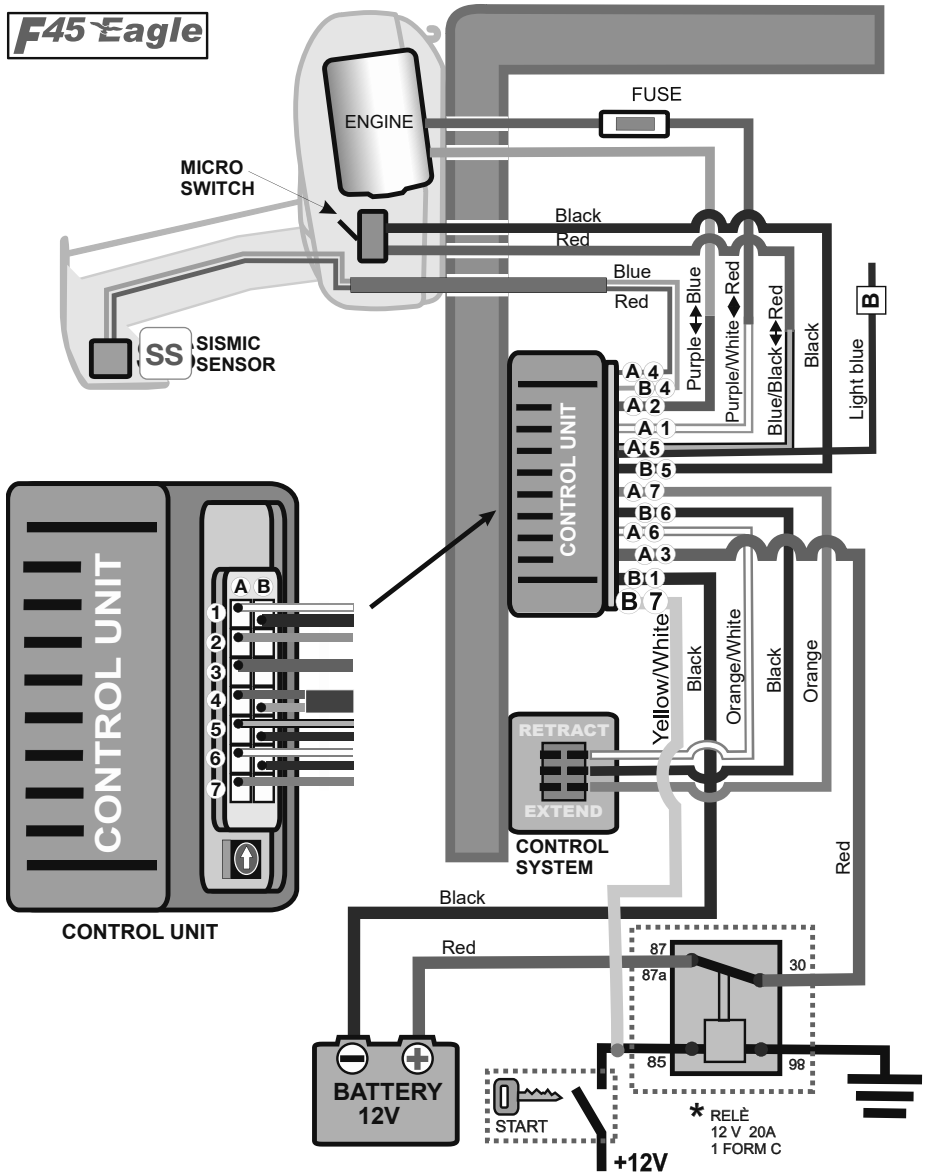 F45 Eagle
FUSE
ENGINE
MICRO
SWITCH
Black
Red
Blue
Red
SS
SISMIC
SENSOR
Purple Blue
Purple/White Red
Blue/Black Red
Black
Light blue
B
CONTROL UNIT
A 4
B 4
A 2
A 1
A 5
B 5
A 7
B 6
A 6
A 3
B 1
B 7
CONTROL UNIT
A B
1
2
3
4
5
6
7
CONTROL UNIT
Yellow/White
Black
Orange/White
Black
Orange
RETRACT
EXTEND
CONTROL
SYSTEM
Red
Black
Red
87
87a
30
85
86
BATTERY
12V
START
+12V
* RELÈ
12 V 20A
1 FORM C